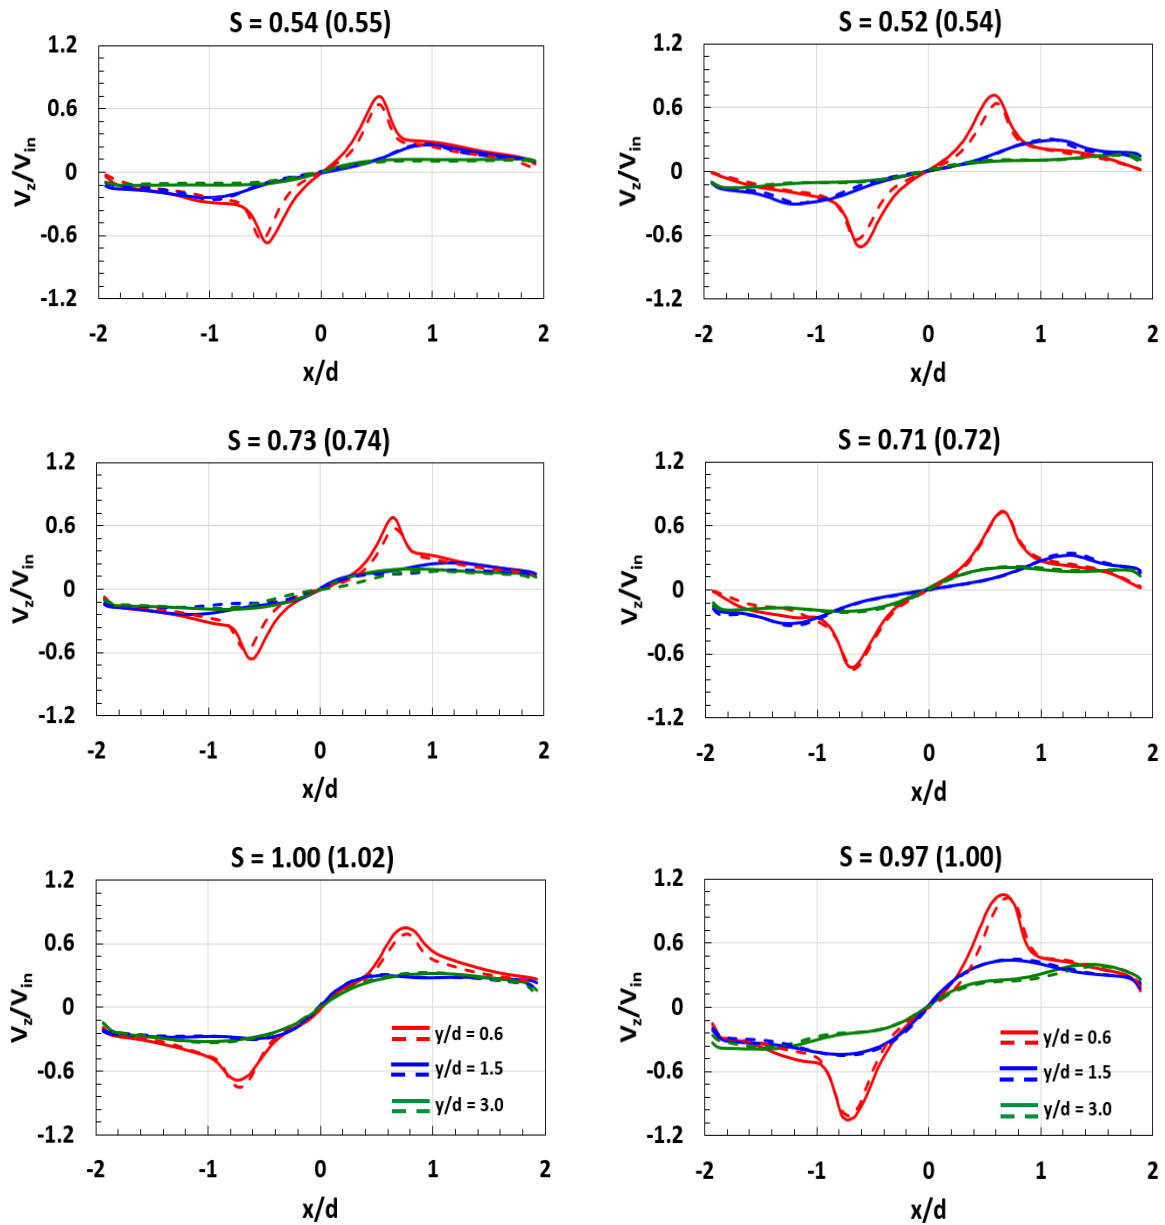 S = 0.54 (0.55)
1.2
0.6
0
-0.6
-1.2
Vz/Vin
-2 -1 0 1 2
x/d
S = 0.52 (0.54)
1.2
0.6
0
-0.6
-1.2
Vz/Vin
-2 -1 0 1 2
x/d
S = 0.73 (0.74)
1.2
0.6
0
-0.6
-1.2
Vz/Vin
-2 -1 0 1 2
x/d
S = 0.71 (0.72)
1.2
0.6
0
-0.6
-1.2
Vz/Vin
-2 -1 0 1 2
x/d
S = 1.00 (1.02)
1.2
0.6
0
-0.6
-1.2
Vz/Vin
y/d = 0.6
y/d = 1.5
y/d = 3.0
-2 -1 0 1 2
x/d
S = 0.97 (1.00)
1.2
0.6
0
-0.6
-1.2
Vz/Vin
y/d = 0.6
y/d = 1.5
y/d = 3.0
-2 -1 0 1 2
x/d